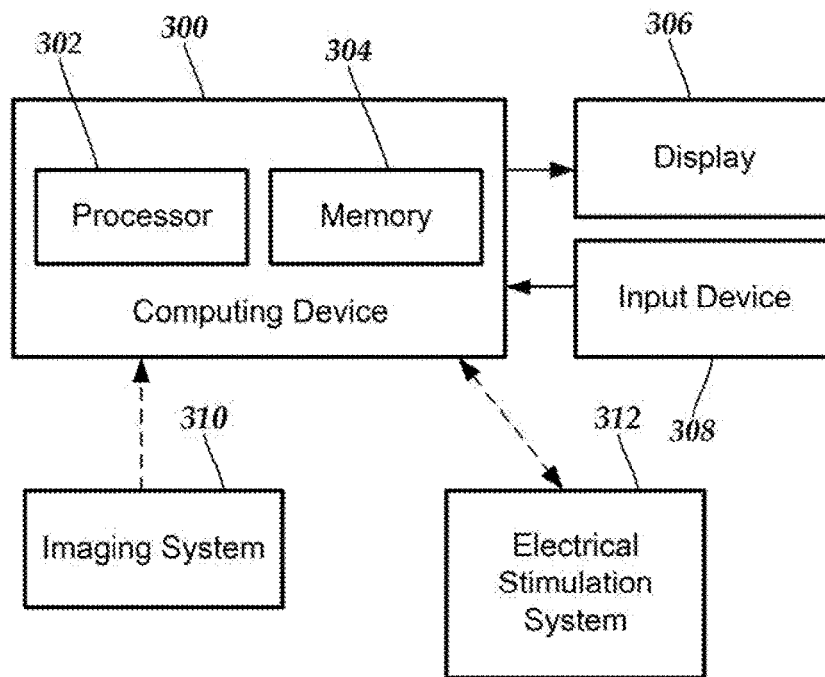 300
302
304
306
Processor
Memory
Computing Device
Display
Input Device
308
310
312
Imaging System
Electrical
Stimulation
System